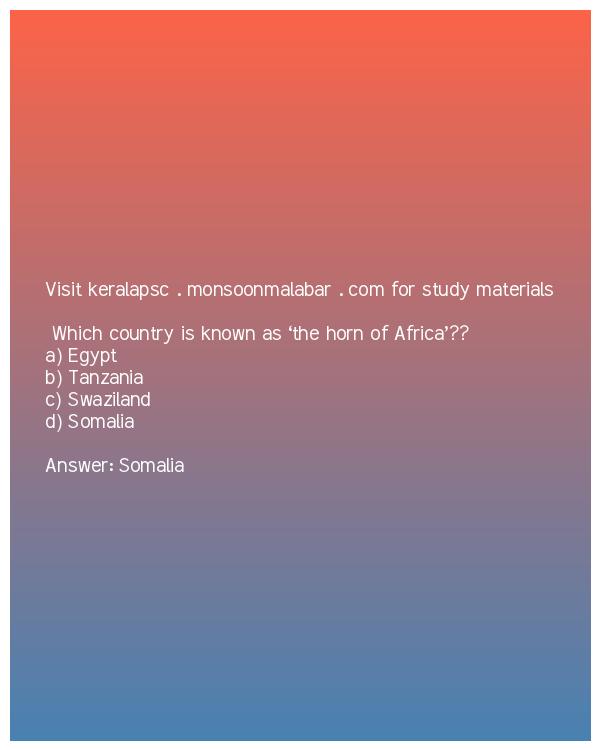 Visit keralapsc . monsoonmalabar . com for study materials
Which country is known as ‘the horn of Africa’??
a) Egypt
b) Tanzania
c) Swaziland
d) Somalia
Answer: Somalia